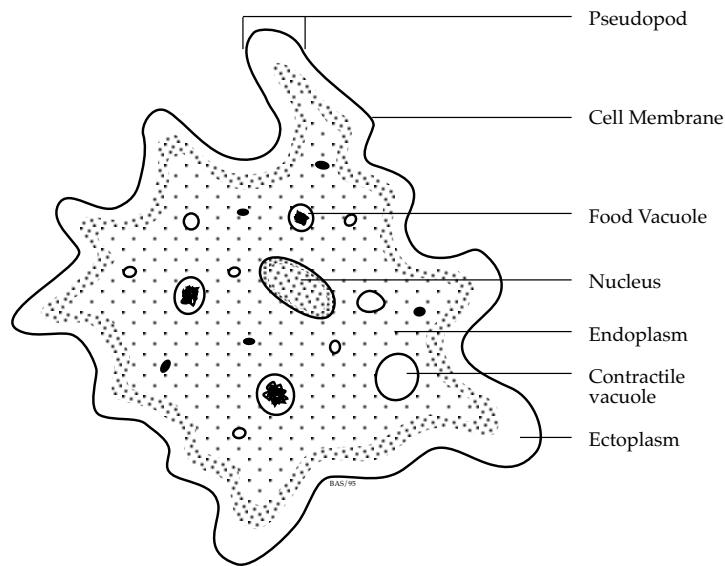 Pseudopod
Cell Membrane
Food Vacuole
Nucleus
Endoplasm
Contractile
vacuole
Ectoplasm
BAS/95